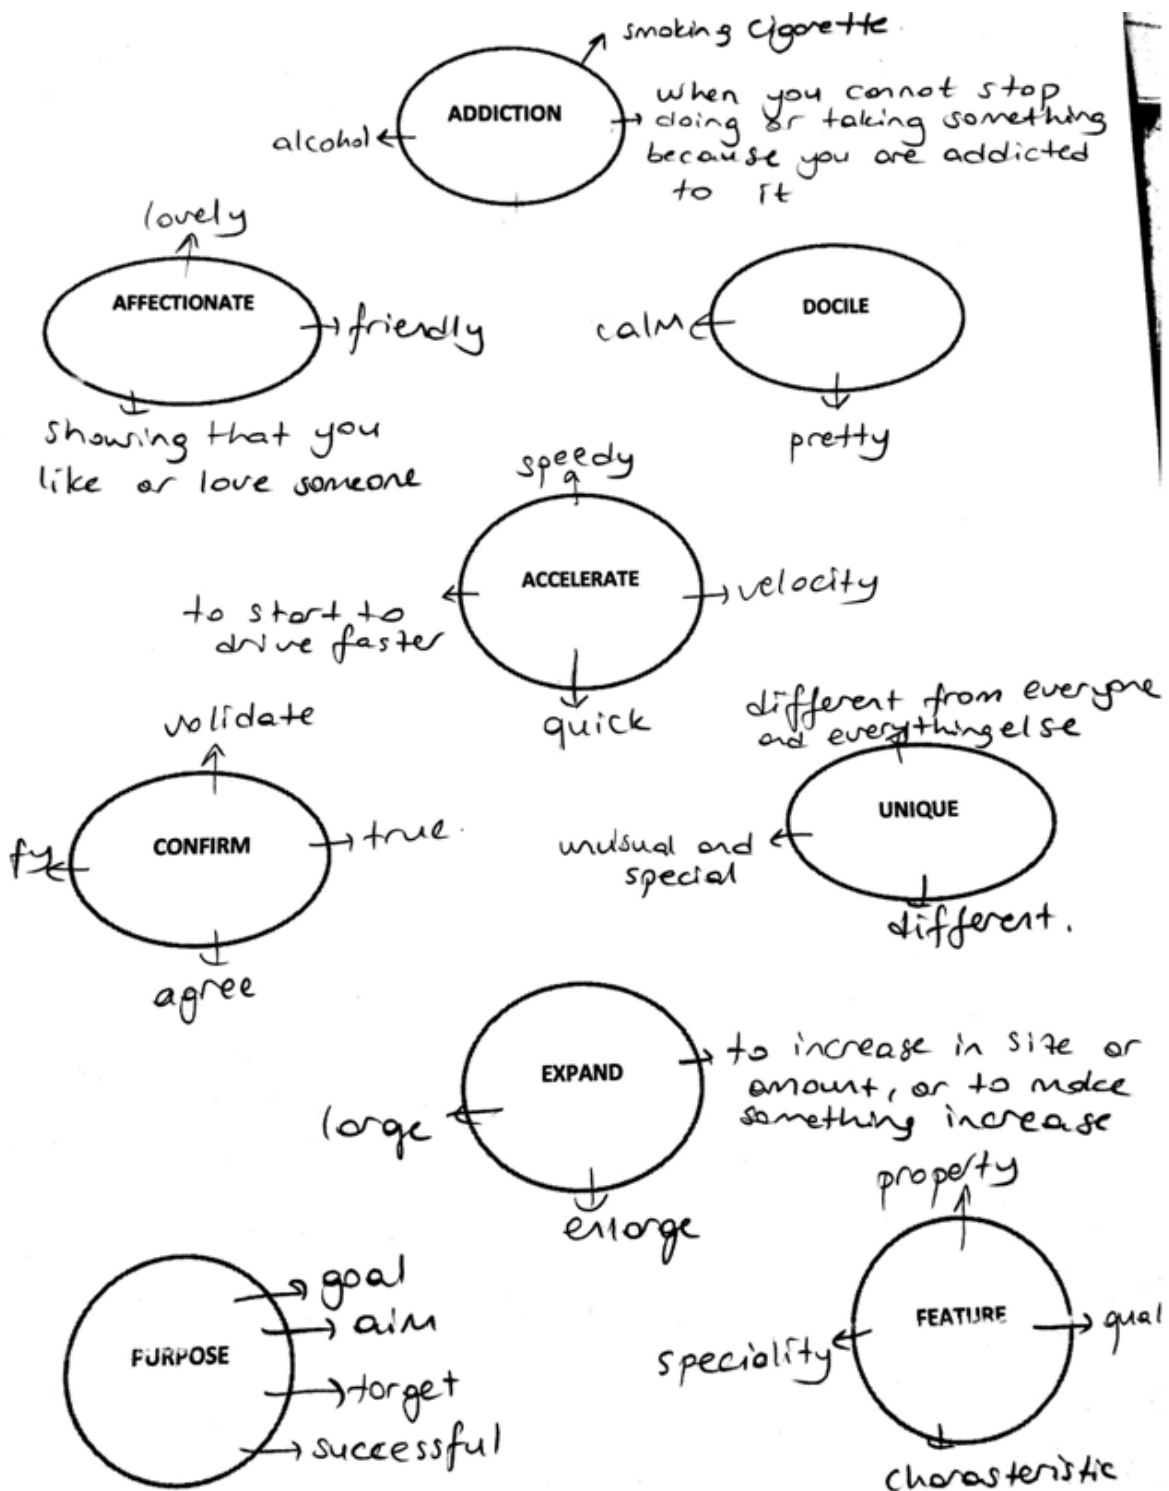 smoking cigarette
ADDICTION
alcohol
when you cannot stop
doing or taking something
because you are addicted
to it
lovely
AFFECTIONATE
friendly
showing that you
like or love someone
DOCILE
calm
pretty
speedy
ACCELERATE
velocity
to start to
drive faster
quick
validate
CONFIRM
true.
fy
agree
different from everyone
and everything else
UNIQUE
unusual and
special
different.
EXPAND
to increase in size or
amount, or to make
something increase
large
enlarge
PURPOSE
goal
aim
target
successful
property
FEATURE
qual
speciality
charasteristic